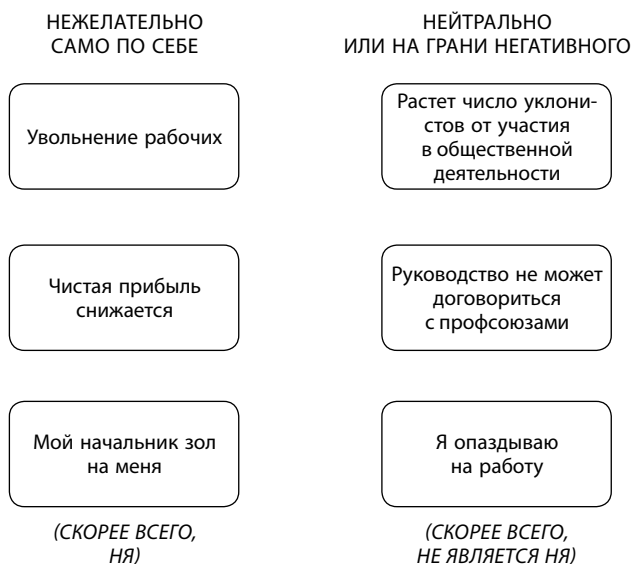 НЕЖЕЛАТЕЛЬНО
САМО ПО СЕБЕ
НЕЙТРАЛЬНО
ИЛИ НА ГРАНИ НЕГАТИВНОГО
Увольнение рабочих
Растет число уклони-
стов от участия
в общественной
деятельности
Чистая прибыль
снижается
Руководство не может
договориться
с профсоюзами
Мой начальник зол
на меня
Я опаздываю
на работу
(СКОРЕЕ ВСЕГО,
НЯ)
(СКОРЕЕ ВСЕГО,
НЕ ЯВЛЯЕТСЯ НЯ)